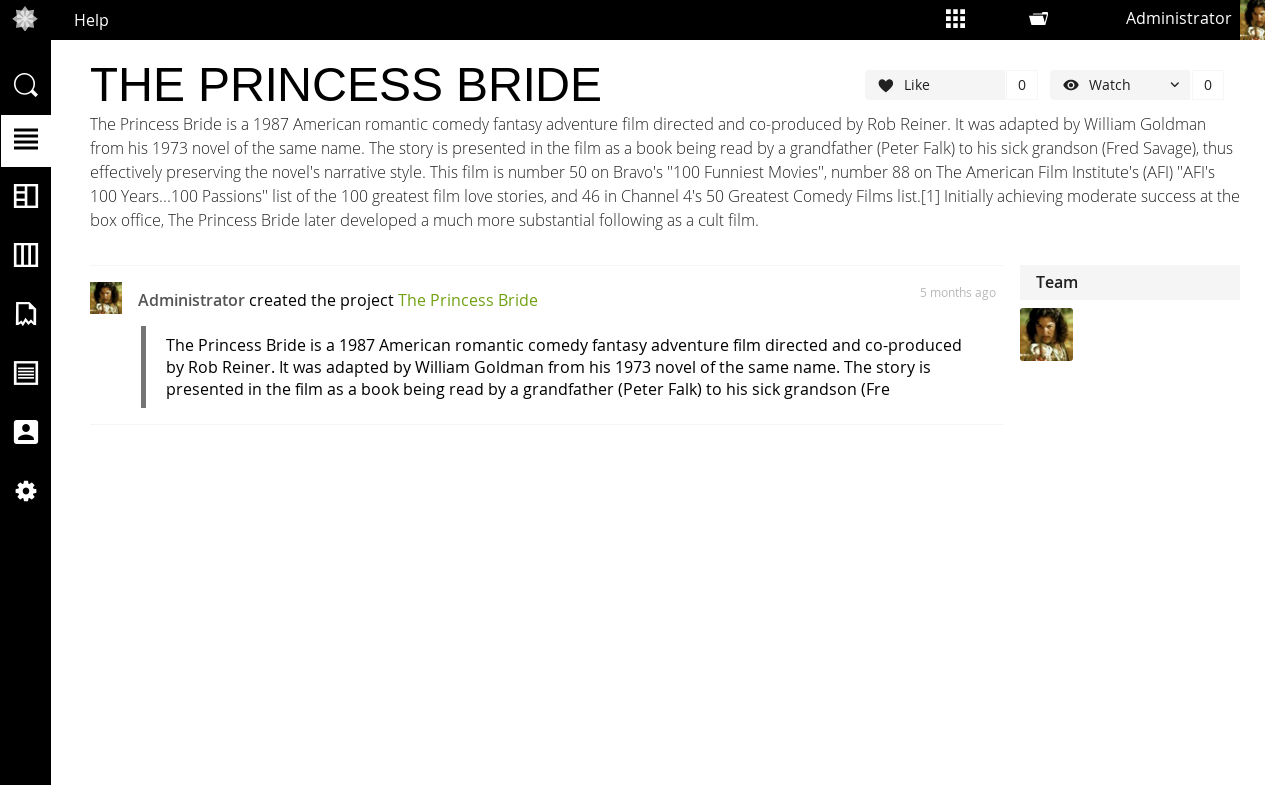 Help
Administrator
THE PRINCESS BRIDE
Like
0
Watch
0
The Princess Bride is a 1987 American romantic comedy fantasy adventure film directed and co-produced by Rob Reiner. It was adapted by William Goldman
from his 1973 novel of the same name. The story is presented in the film as a book being read by a grandfather (Peter Falk) to his sick grandson (Fred Savage), thus
effectively preserving the novel's narrative style. This film is number 50 on Bravo's "100 Funniest Movies", number 88 on The American Film Institute's (AFI) "AFI's
100 Years...100 Passions" list of the 100 greatest film love stories, and 46 in Channel 4's 50 Greatest Comedy Films list.[1] Initially achieving moderate success at the
box office, The Princess Bride later developed a much more substantial following as a cult film.
Administrator created the project The Princess Bride
5 months ago
The Princess Bride is a 1987 American romantic comedy fantasy adventure film directed and co-produced
by Rob Reiner. It was adapted by William Goldman from his 1973 novel of the same name. The story is
presented in the film as a book being read by a grandfather (Peter Falk) to his sick grandson (Fre
Team